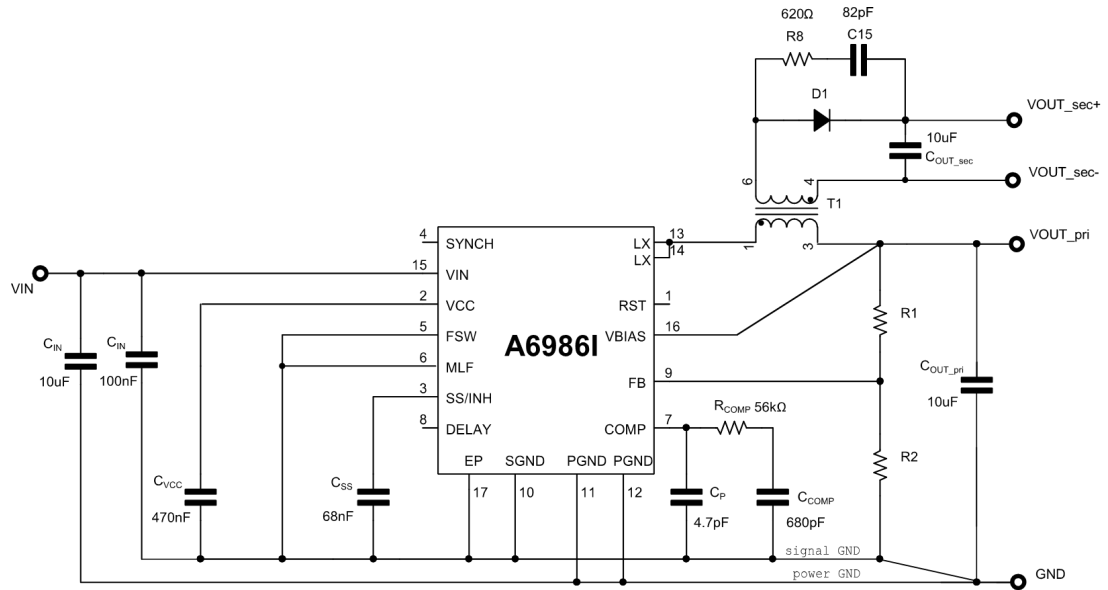 620Ω
82pF
R8
C15
D1
VOUT_sec+
10uF
COUT_sec
VOUT_sec-
6
4
T1
1
3
VOUT_pri
4
SYNCH
LX
13
LX
14
VIN
15
VIN
2
VCC
RST
1
5
FSW
VBIAS
16
R1
A6986I
CIN
10uF
CIN
100nF
6
MLF
FB
9
COUT_pri
10uF
3
SS/INH
RCOMP 56kΩ
8
DELAY
COMP
7
R2
EP
SGND
PGND
PGND
17
10
11
12
CVCC
470nF
CSS
68nF
CP
4.7pF
CCOMP
680pF
signal GND
power GND
GND